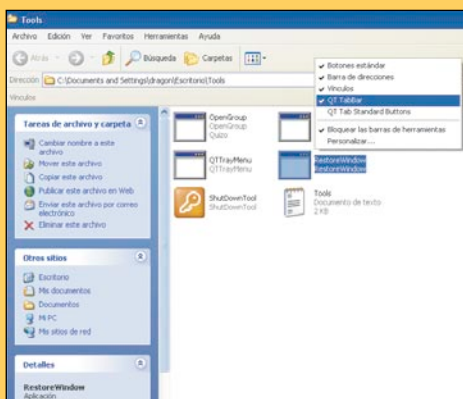 Tools
Archivo Edición Ver Favoritos Herramientas Ayuda
Atrás Búsqueda Carpetas
Dirección C:\Documents and Settings\dragon\Escritorio\Tools
Vínculos
Botones estándar
Barra de direcciones
Vínculos
QT TabBar
QT Tab Standard Buttons
Bloquear las barras de herramientas
Personalizar...
Tareas de archivo y carpeta
Cambiar nombre a este
archivo
Mover este archivo
Copiar este archivo
Publicar este archivo en Web
Enviar este archivo por correo
electrónico
Eliminar este archivo
Otros sitios
Escritorio
Mis documentos
Documentos
Mi PC
Mis sitios de red
Detalles
RestoreWindow
Aplicación
OpenGroup
OpenGroup
Quizo
QTTrayMenu
QTTrayMenu
RestoreWindow
RestoreWindow
ShutDownTool
ShutDownTool
Tools
Documento de texto
2 KB